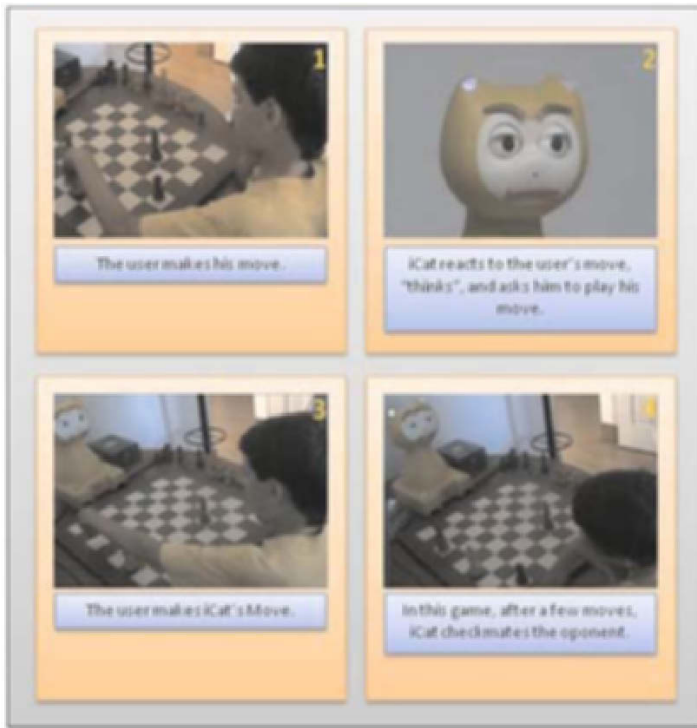 1
The user makes his move.
2
iCat reacts to the user's move,
"thinks", and asks him to play his
move.
3
The user makes iCat's Move.
4
In this game, after a few moves,
iCat checkmates the oponent.